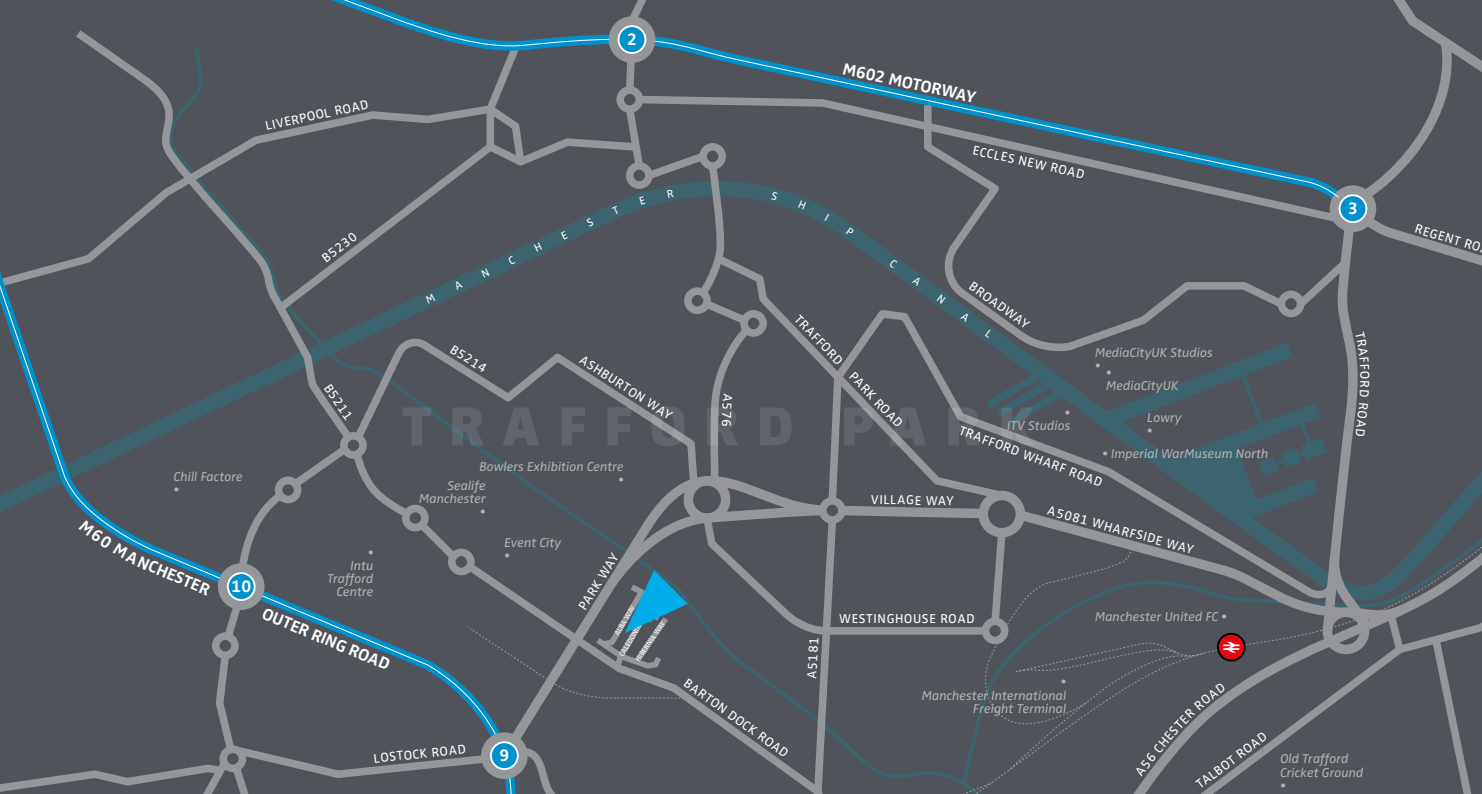 2
M602 MOTORWAY
LIVERPOOL ROAD
ECCLES NEW ROAD
3
REGENT RO
B5230
MANCHESTER SHIP CANAL
BROADWAY
TRAFFORD PARK ROAD
TRAFFORD ROAD
B5214
ASHBURTON WAY
MediaCityUK Studios
MediaCityUK
B5211
A576
Lowry
TRAFFORD PARK
ITV Studios
TRAFFORD WHARF ROAD
Imperial WarMuseum North
Bowlers Exhibition Centre
Chill Factore
Sealife
Manchester
VILLAGE WAY
A5081 WHARFSIDE WAY
M60 MANCHESTER
OUTER RING ROAD
Event City
Intu
Trafford
Centre
10
PARK WAY
ALBA WAY
HIBERNIA WAY
WESTINGHOUSE ROAD
Manchester United FC
A5181
Manchester International
Freight Terminal
BARTON DOCK ROAD
A56 CHESTER ROAD
TALBOT ROAD
LOSTOCK ROAD
9
Old Trafford
Cricket Ground